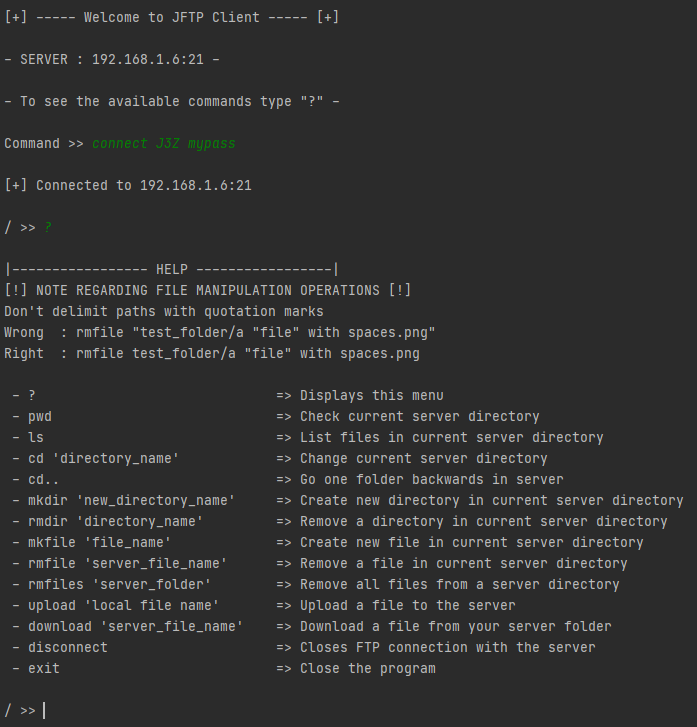 [+] ----- Welcome to JFTP Client ----- [+]
- SERVER : 192.168.1.6:21 -
- To see the available commands type "?" -
Command >> connect J3Z mypass
[+] Connected to 192.168.1.6:21
/ >> ?
|----------------- HELP -----------------|
[!] NOTE REGARDING FILE MANIPULATION OPERATIONS [!]
Don't delimit paths with quotation marks
Wrong  : rmfile "test_folder/a "file" with spaces.png"
Right  : rmfile test_folder/a "file" with spaces.png
 - ?                              => Displays this menu
 - pwd                            => Check current server directory
 - ls                             => List files in current server directory
 - cd 'directory_name'            => Change current server directory
 - cd..                           => Go one folder backwards in server
 - mkdir 'new_directory_name'     => Create new directory in current server directory
 - rmdir 'directory_name'         => Remove a directory in current server directory
 - mkfile 'file_name'             => Create new file in current server directory
 - rmfile 'server_file_name'      => Remove a file in current server directory
 - rmfiles 'server_folder'        => Remove all files from a server directory
 - upload 'local file name'       => Upload a file to the server
 - download 'server_file_name'    => Download a file from your server folder
 - disconnect                     => Closes FTP connection with the server
 - exit                           => Close the program
/ >>